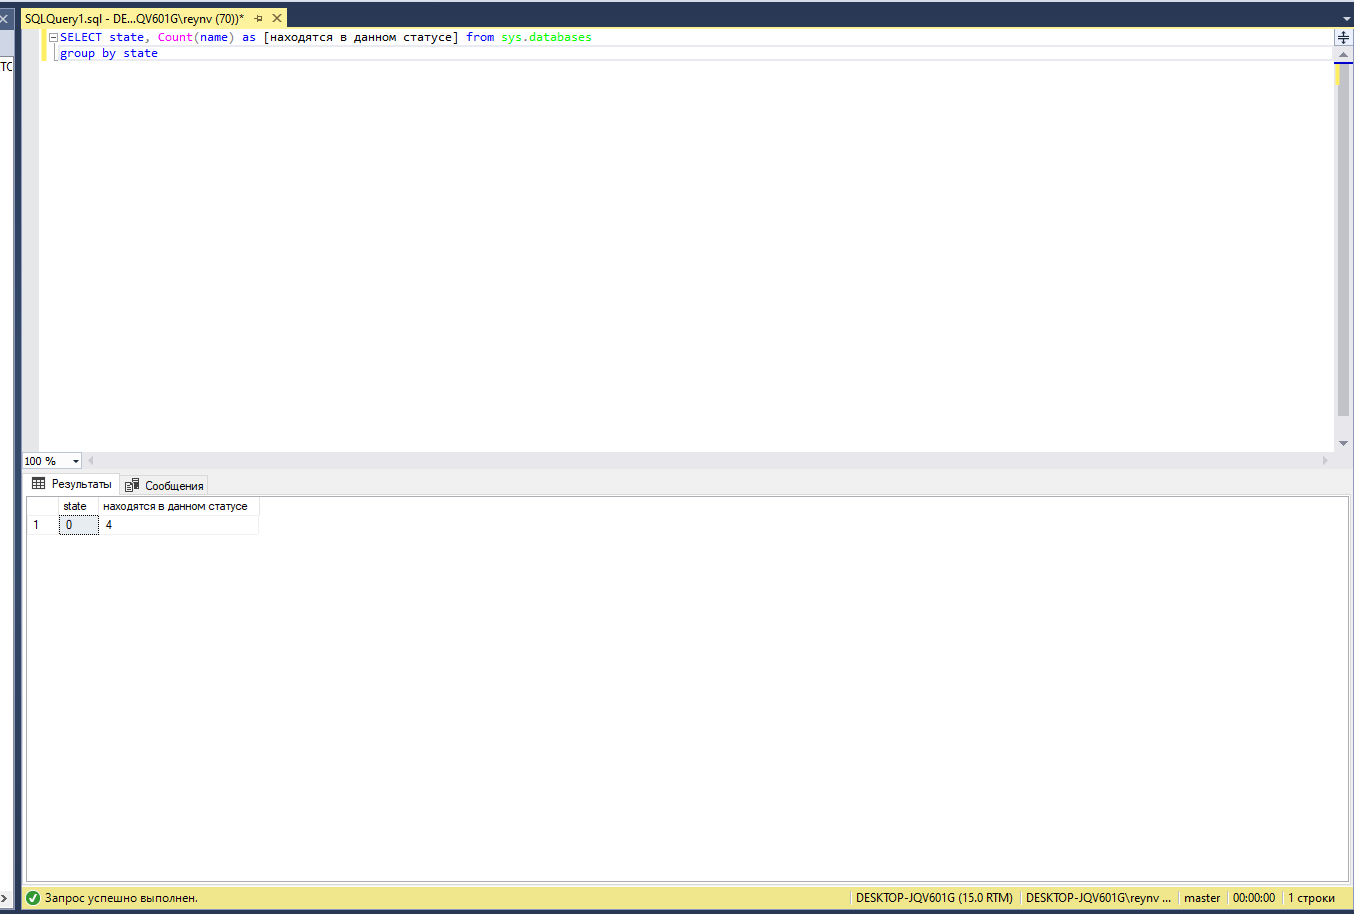 SQLQuery1.sql - DE...QV601G\reynv (70))*
SELECT state, Count(name) as [находятся в данном статусе] from sys.databases
group by state
TC
100 %
Результаты
Сообщения
state находятся в данном статусе
1 0 4
Запрос успешно выполнен.
DESKTOP-JQV601G (15.0 RTM) DESKTOP-JQV601G\reynv ... master 00:00:00 1 строки